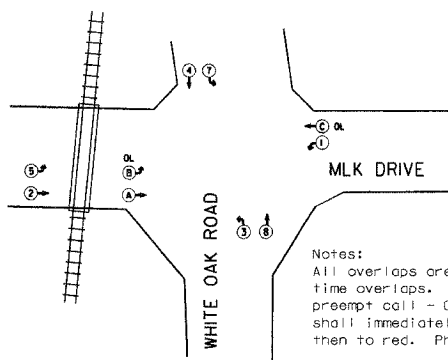 4 7
C OL
1
5
OL
B
MLK DRIVE
2
A
3 8
WHITE OAK ROAD
Notes:
All overlaps are
time overlaps.
preempt call - O
shall immediatel
then to red. Pr